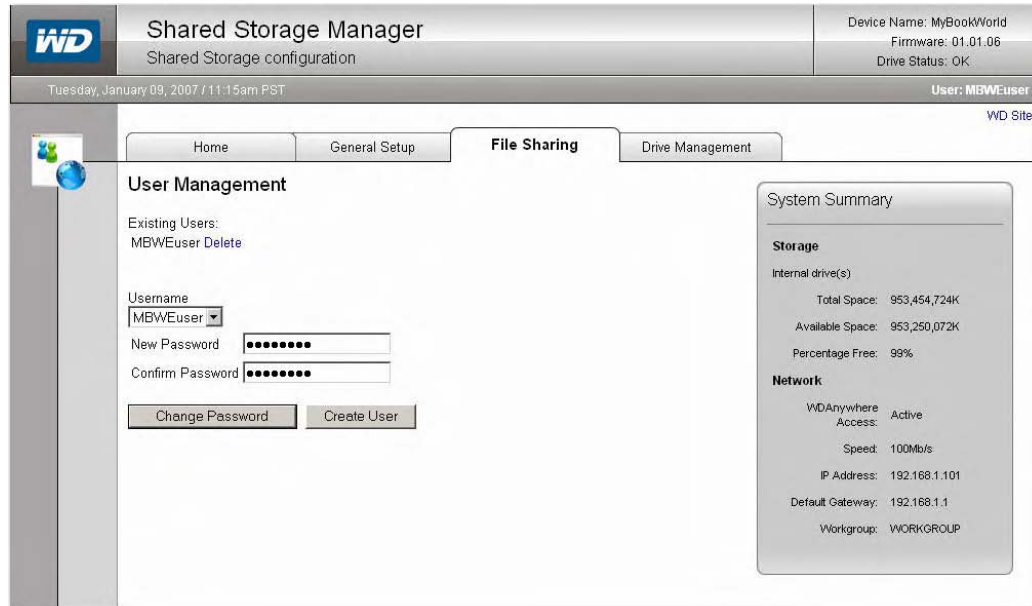 WD
Shared Storage Manager
Shared Storage configuration
Device Name: MyBookWorld
Firmware: 01.01.06
Drive Status: OK
Tuesday, January 09, 2007 / 11:15am PST
User: MBWEuser
WD Site
Home
General Setup
File Sharing
Drive Management
User Management
Existing Users:
MBWEuser Delete
Username
MBWEuser
New Password
Confirm Password
Change Password
Create User
System Summary
Storage
Internal drive(s)
Total Space: 953,454,724K
Available Space: 953,250,072K
Percentage Free: 99%
Network
WDAnywhere
Access: Active
Speed: 100Mb/s
IP Address: 192.168.1.101
Default Gateway: 192.168.1.1
Workgroup: WORKGROUP